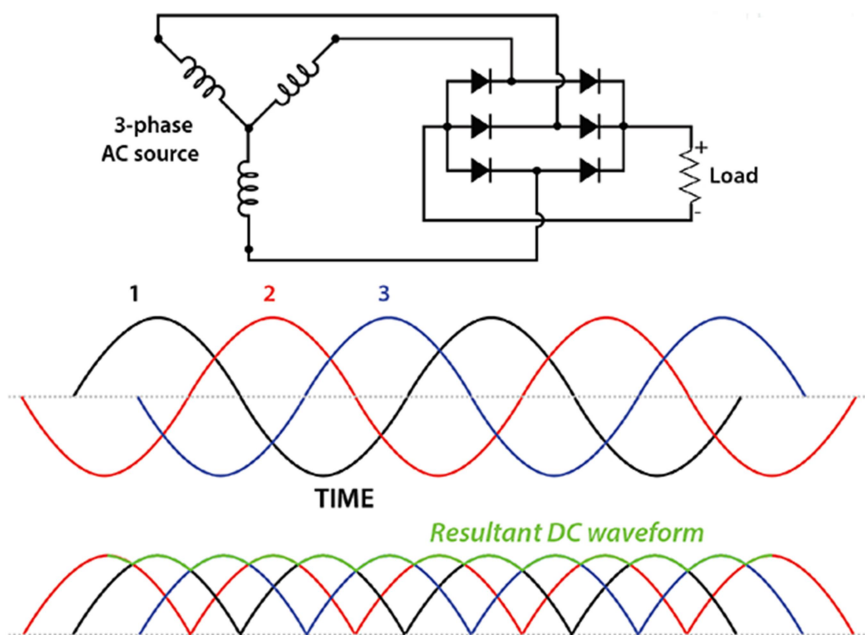 3-phase
AC source
+
Load
-
1 2 3
TIME
Resultant DC waveform